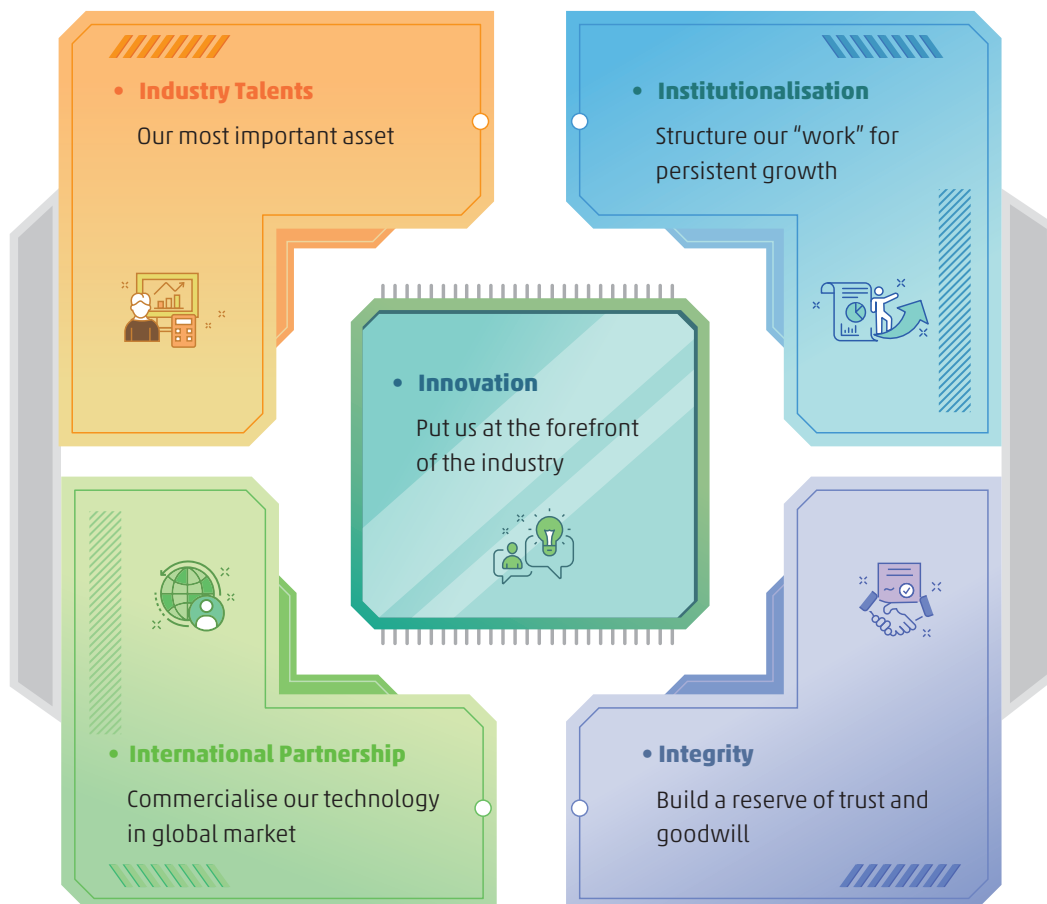 • Industry Talents
Our most important asset
• Institutionalisation
Structure our “work” for
persistent growth
• Innovation
Put us at the forefront
of the industry
• International Partnership
Commercialise our technology
in global market
• Integrity
Build a reserve of trust and
goodwill